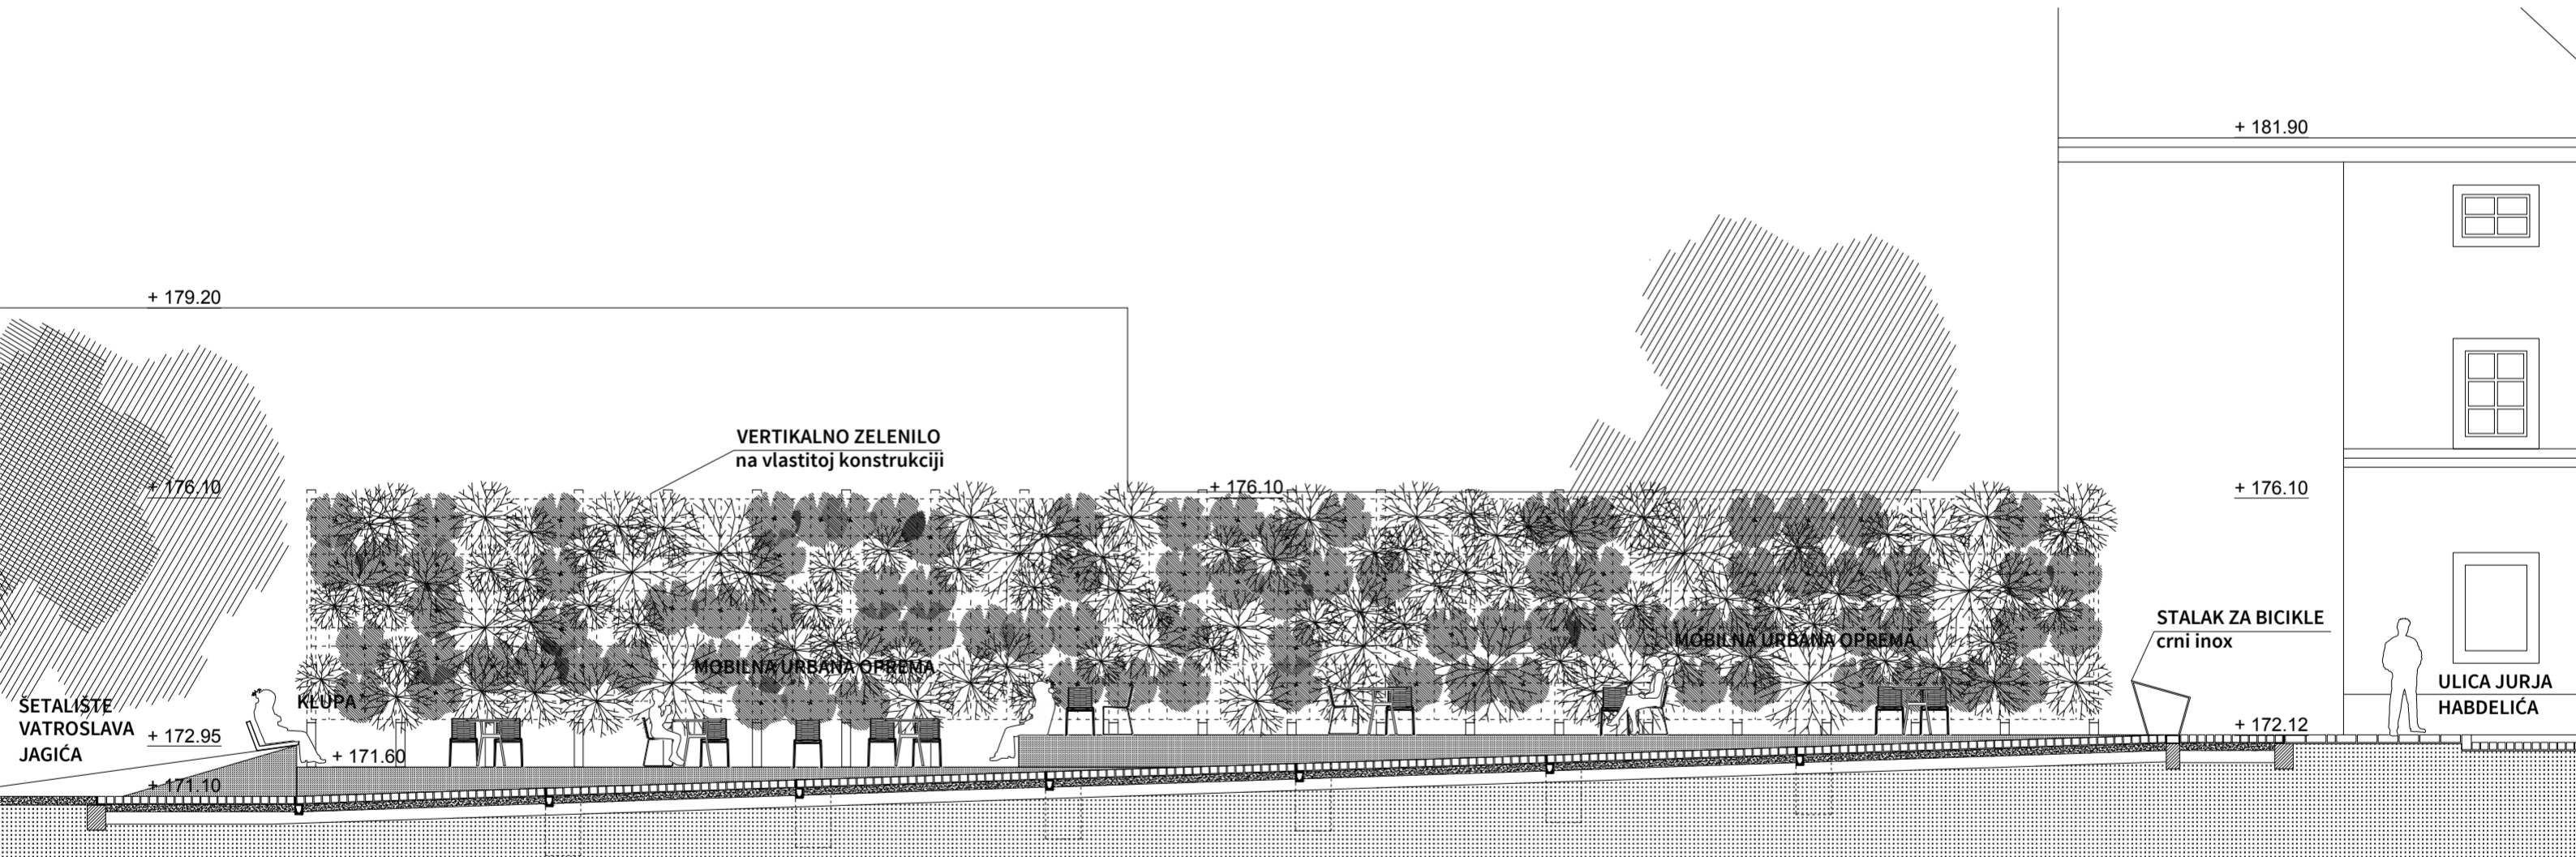 + 181.90
+ 179.20
VERTIKALNO ZELENILO
na vlastitoj konstrukciji
+ 176.10
+ 176.10
+ 176.10
STALAK ZA BICIKLE
crni inox
MOBILNA URBANA OPREMA
MOBILNA URBANA OPREMA
KLUPA
ŠETALIŠTE
VATROSLAVA
JAGIĆA
+ 172.95
+ 171.60
+ 171.10
ULICA JURJA
HABDELIĆA
+ 172.12